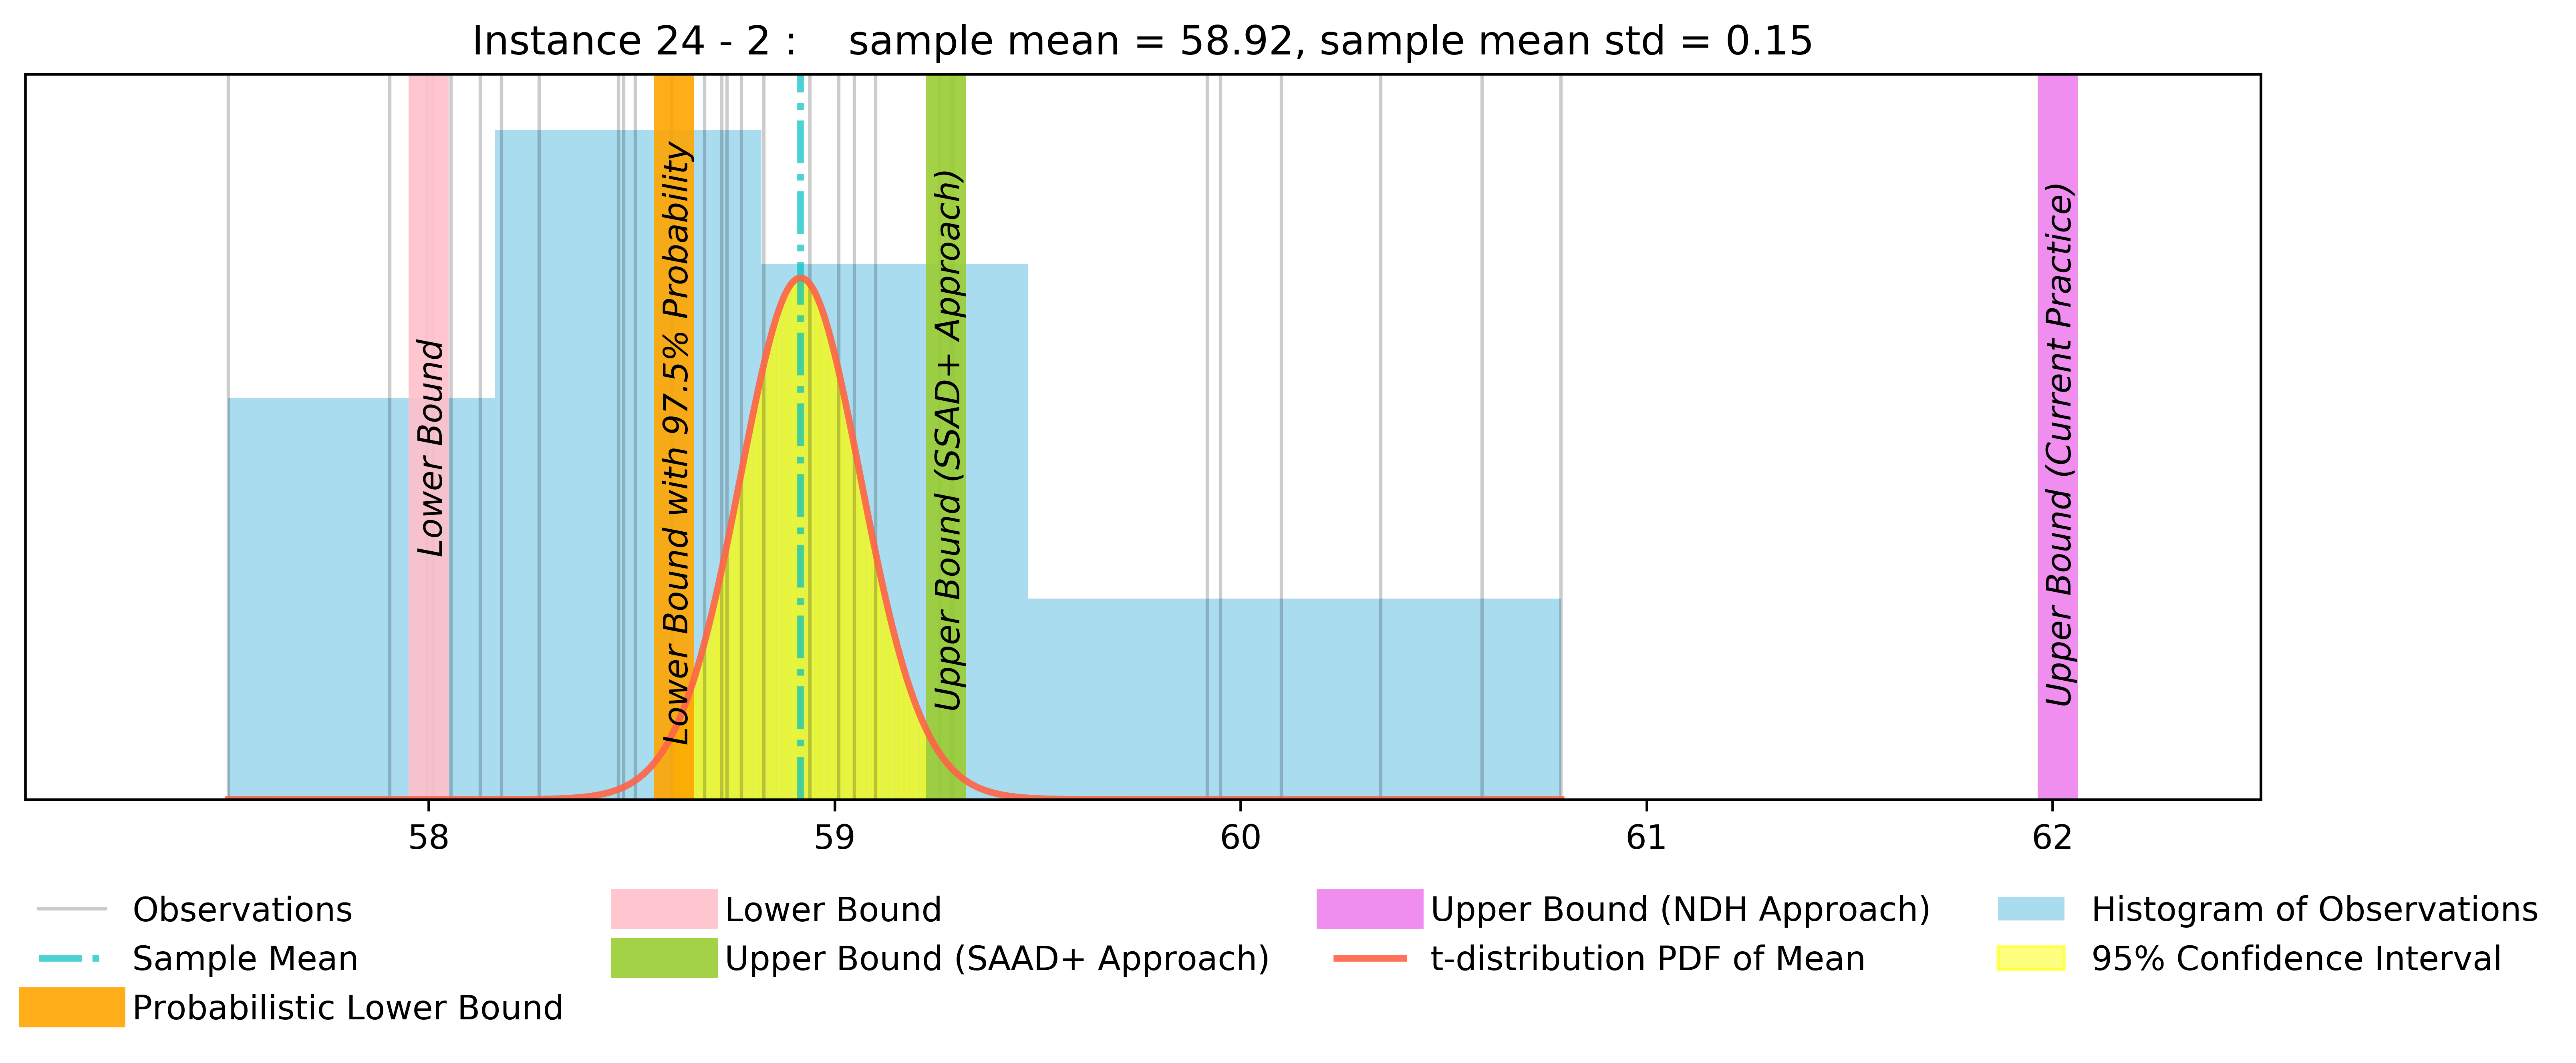 Instance 24 - 2 :    sample mean = 58.92, sample mean std = 0.15
Lower Bound
Lower Bound with 97.5% Probability
Upper Bound (SSAD+ Approach)
Upper Bound (Current Practice)
58 59 60 61 62
Observations
Sample Mean
Probabilistic Lower Bound
Lower Bound
Upper Bound (SAAD+ Approach)
Upper Bound (NDH Approach)
t-distribution PDF of Mean
Histogram of Observations
95% Confidence Interval